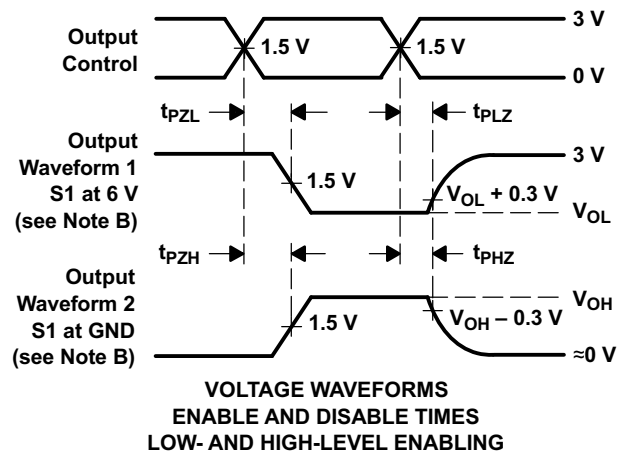 3 V
Output
Control
1.5 V
1.5 V
0 V
tPZL
tPLZ
Output
Waveform 1
S1 at 6 V
(see Note B)
3 V
1.5 V
VOL + 0.3 V
VOL
tPZH
tPHZ
Output
Waveform 2
S1 at GND
(see Note B)
VOH
1.5 V
VOH – 0.3 V
≈0 V
VOLTAGE WAVEFORMS
ENABLE AND DISABLE TIMES
LOW- AND HIGH-LEVEL ENABLING